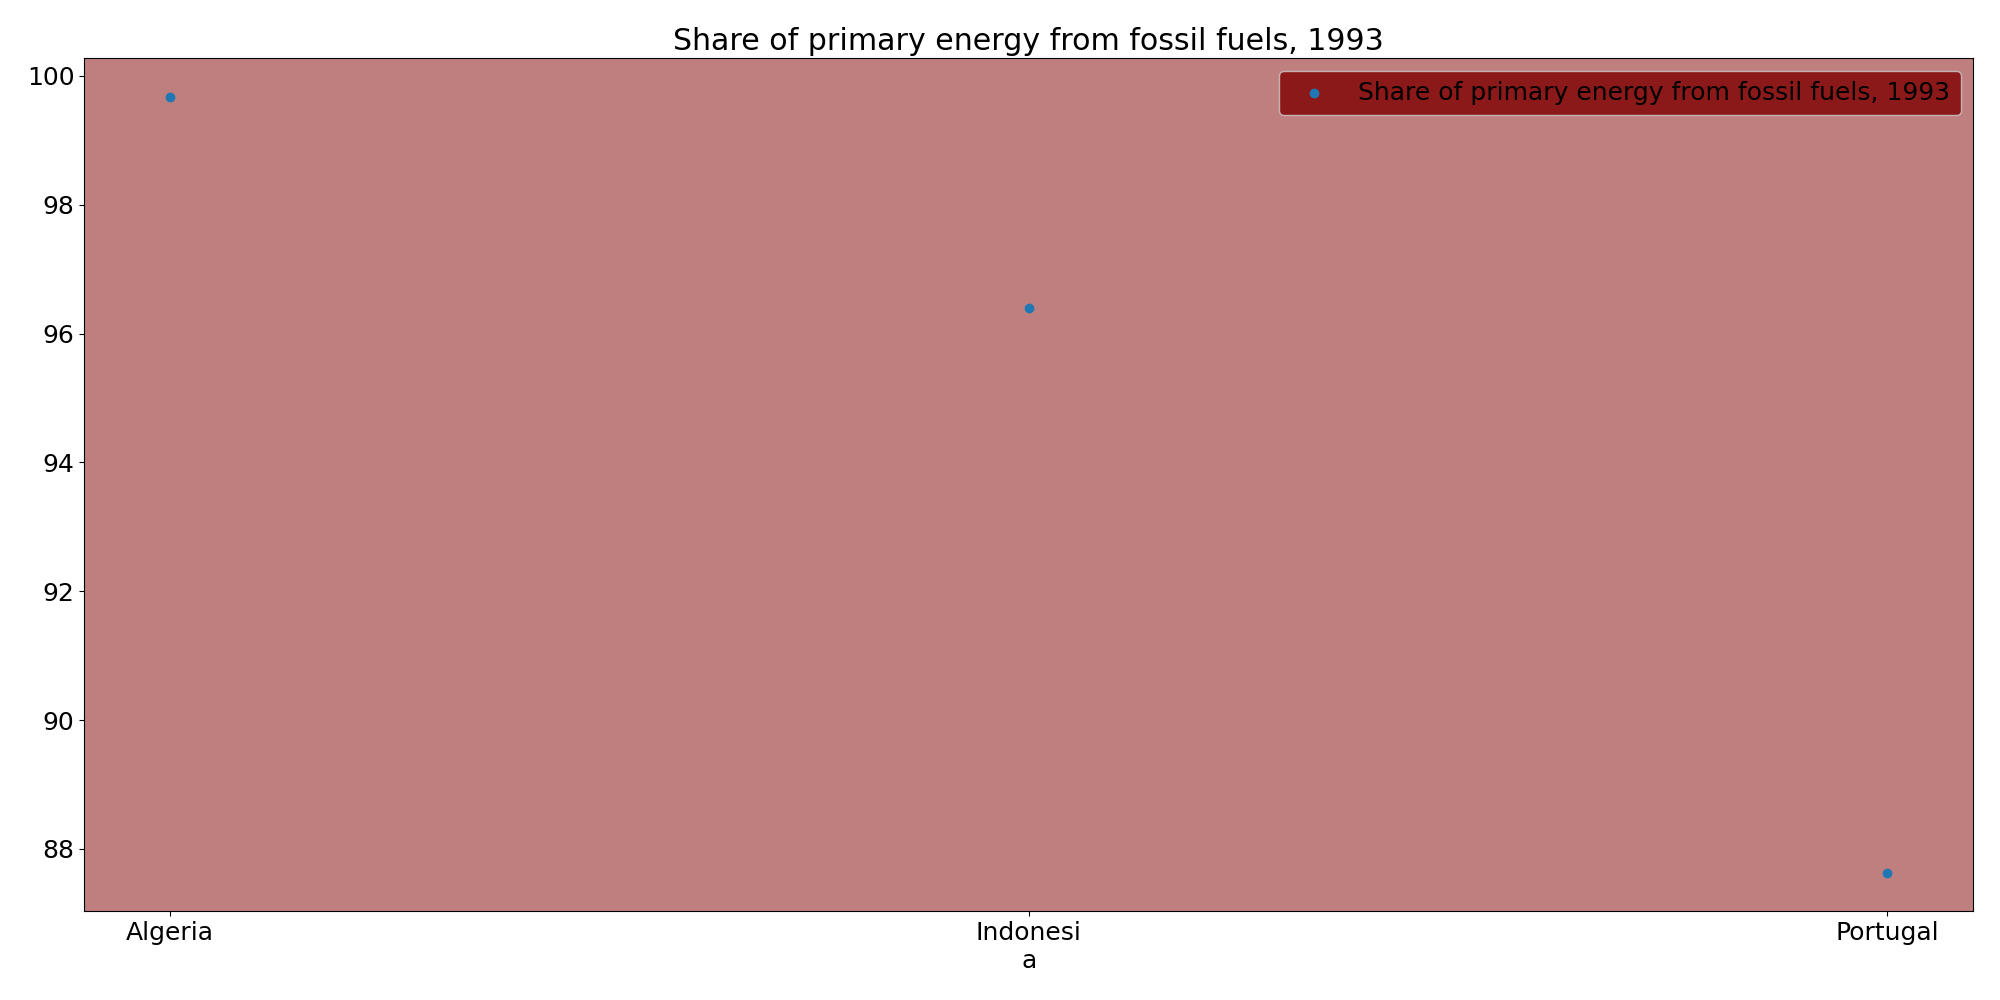 Share of primary energy from fossil fuels, 1993
Share of primary energy from fossil fuels, 1993
100
98
96
94
92
90
88
Algeria
Indonesi
a
Portugal